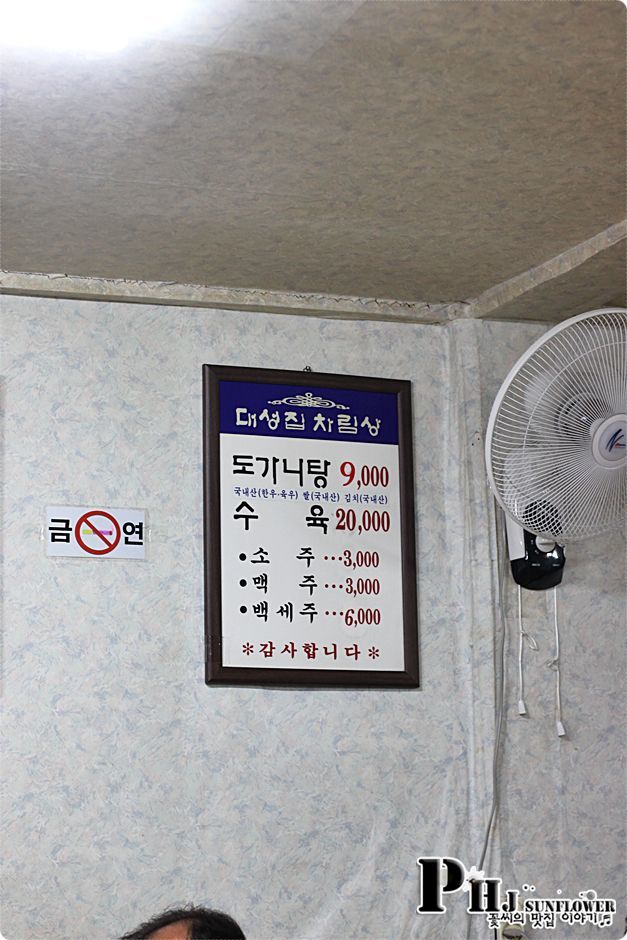 대성집 차림상
도가니탕 9,000
국내산(한우·육우) 쌀(국내산) 김치(국내산)
수 육 20,000
•소 주 ···3,000
•맥 주 ···3,000
•백세주 ···6,000
*감사합니다*
금 연
PHJ SUNFLOWER
꽃씨의 맛집 이야기♬